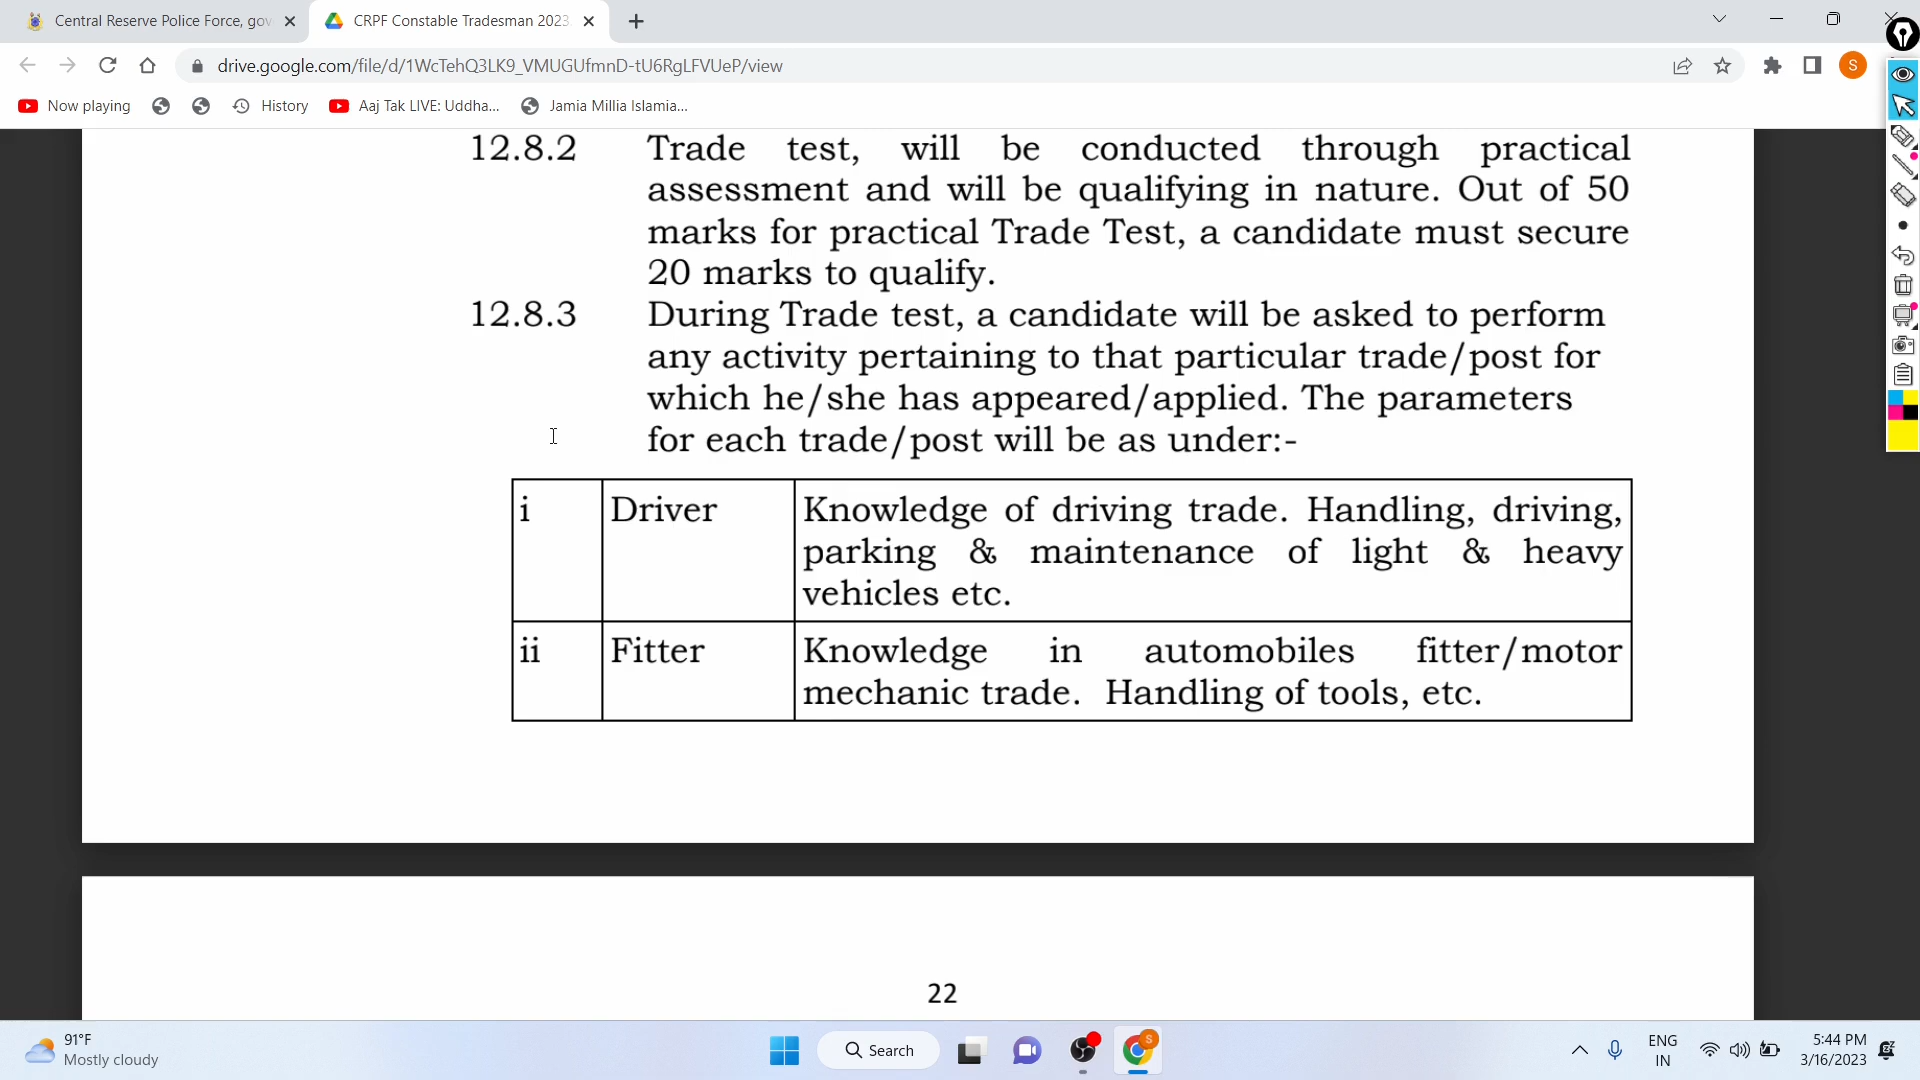 Central Reserve Police Force, gov
CRPF Constable Tradesman 2023
drive.google.com/file/d/1WcTehQ3LK9_VMUGUfmnD-tU6RgLFVUeP/view
S
Now playing
History
Aaj Tak LIVE: Uddha...
Jamia Millia Islamia...
12.8.2 Trade test, will be conducted through practical
assessment and will be qualifying in nature. Out of 50
marks for practical Trade Test, a candidate must secure
20 marks to qualify.
12.8.3 During Trade test, a candidate will be asked to perform
any activity pertaining to that particular trade/post for
which he/she has appeared/applied. The parameters
for each trade/post will be as under:-
i Driver Knowledge of driving trade. Handling, driving,
parking & maintenance of light & heavy
vehicles etc.
ii Fitter Knowledge in automobiles fitter/motor
mechanic trade. Handling of tools, etc.
22
91°F
Mostly cloudy
Search
S
ENG
IN
5:44 PM
3/16/2023